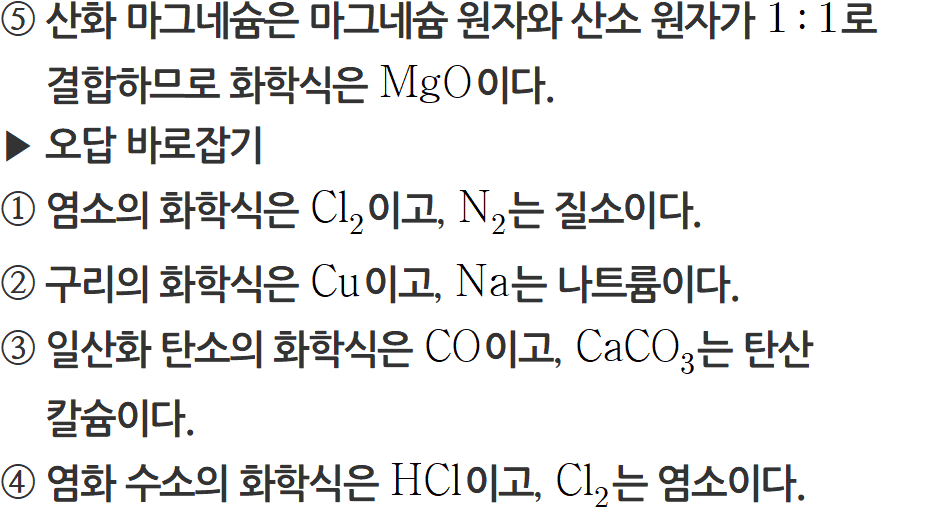 ⑤ 산화 마그네슘은 마그네슘 원자와 산소 원자가 1 : 1로
결합하므로 화학식은 MgO이다.
▶ 오답 바로잡기
① 염소의 화학식은 Cl₂이고, N₂는 질소이다.
② 구리의 화학식은 Cu이고, Na는 나트륨이다.
③ 일산화 탄소의 화학식은 CO이고, CaCO₃는 탄산
칼슘이다.
④ 염화 수소의 화학식은 HCl이고, Cl₂는 염소이다.